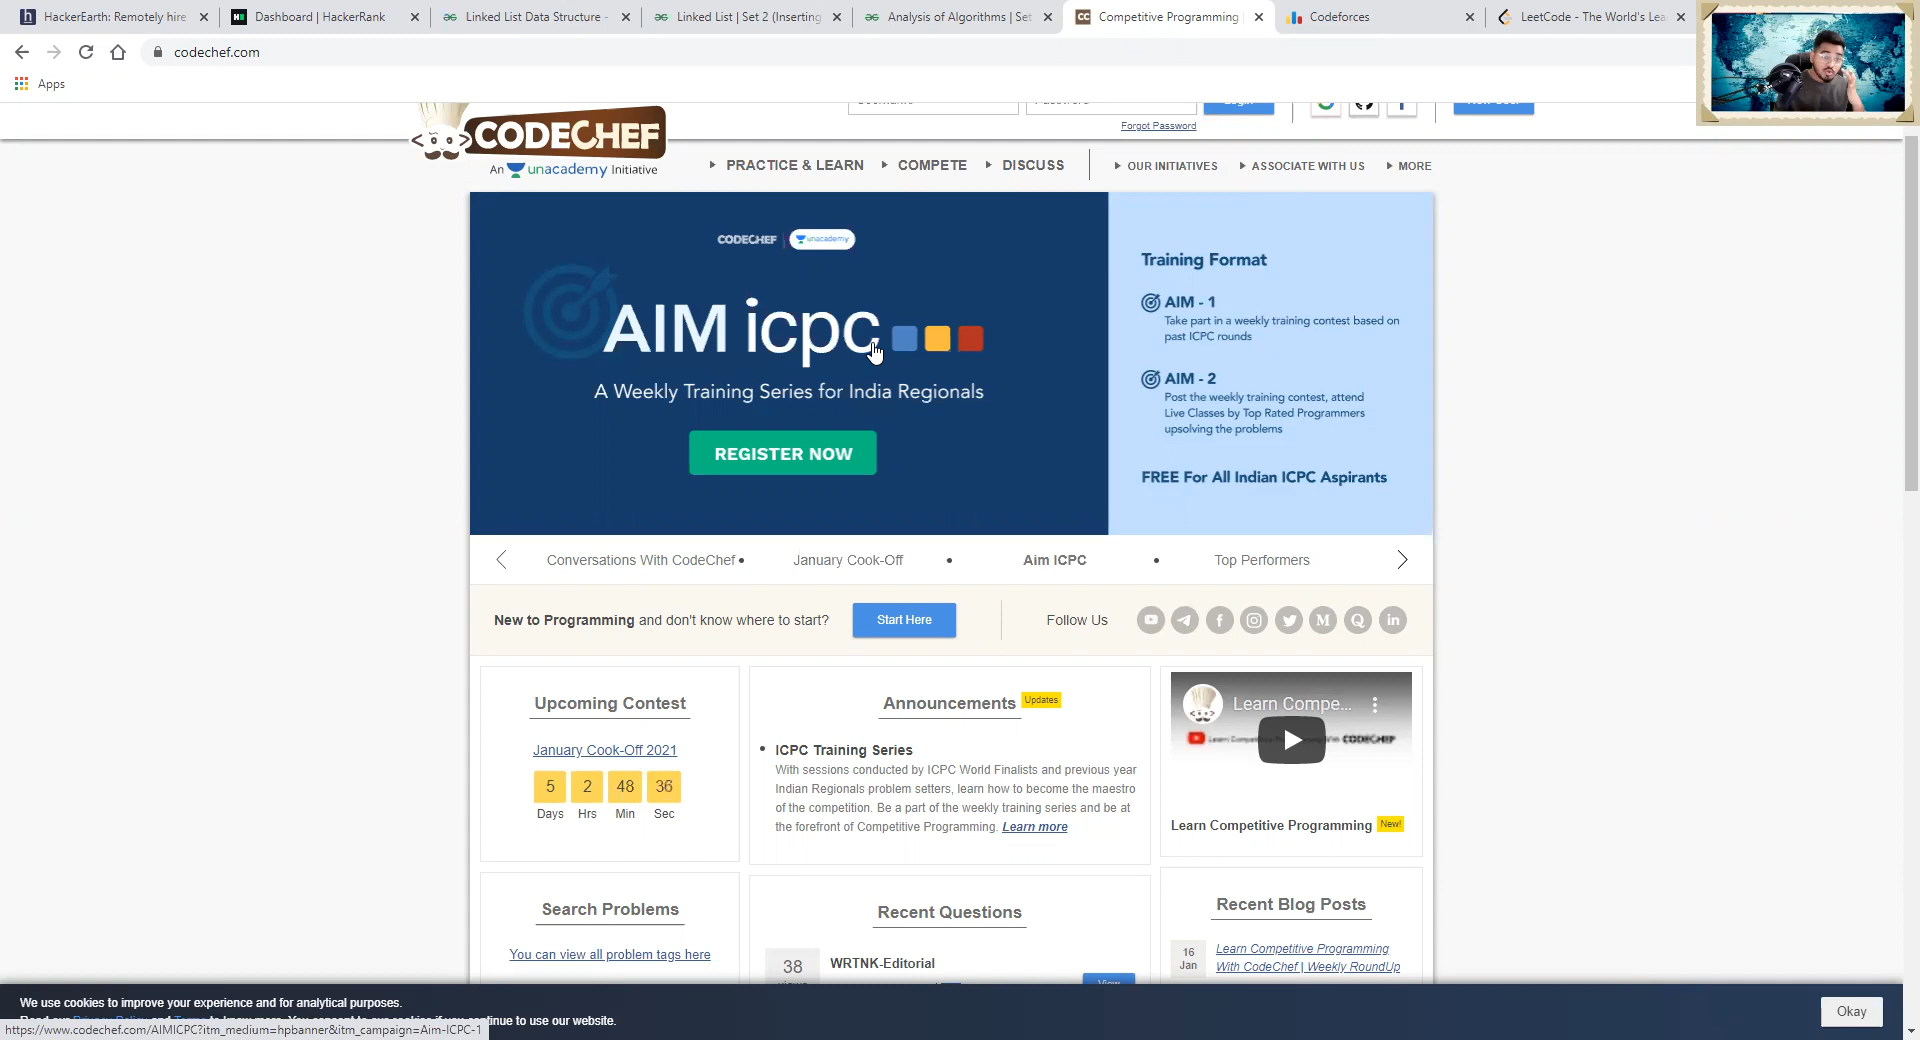 HackerEarth: Remotely hire
Dashboard | HackerRank
Linked List Data Structure -
Linked List | Set 2 (Inserting
Analysis of Algorithms | Set
Competitive Programming
Codeforces
LeetCode - The World's Lea
codechef.com
Apps
Login
Forgot Password
CODECHEF
An unacademy Initiative
PRACTICE & LEARN
COMPETE
DISCUSS
OUR INITIATIVES
ASSOCIATE WITH US
MORE
CODECHEF
unacademy
AIM icpc
A Weekly Training Series for India Regionals
REGISTER NOW
Training Format
AIM - 1
Take part in a weekly training contest based on
past ICPC rounds
AIM - 2
Post the weekly training contest, attend
Live Classes by Top Rated Programmers
upsolving the problems
FREE For All Indian ICPC Aspirants
Conversations With CodeChef
January Cook-Off
Aim ICPC
Top Performers
New to Programming and don't know where to start?
Start Here
Follow Us
Upcoming Contest
January Cook-Off 2021
5 2 48 36
Days Hrs Min Sec
Announcements Updates
ICPC Training Series
With sessions conducted by ICPC World Finalists and previous year
Indian Regionals problem setters, learn how to become the maestro
of the competition. Be a part of the weekly training series and be at
the forefront of Competitive Programming. Learn more
Learn Compe...
Learn Competitive Programming New!
Search Problems
You can view all problem tags here
Recent Questions
38
WRTNK-Editorial
Recent Blog Posts
16
Jan
Learn Competitive Programming
With CodeChef | Weekly RoundUp
We use cookies to improve your experience and for analytical purposes.
tinue to use our website.
Okay
https://www.codechef.com/AIMICPC?itm_medium=hpbanner&itm_campaign=Aim-ICPC-1